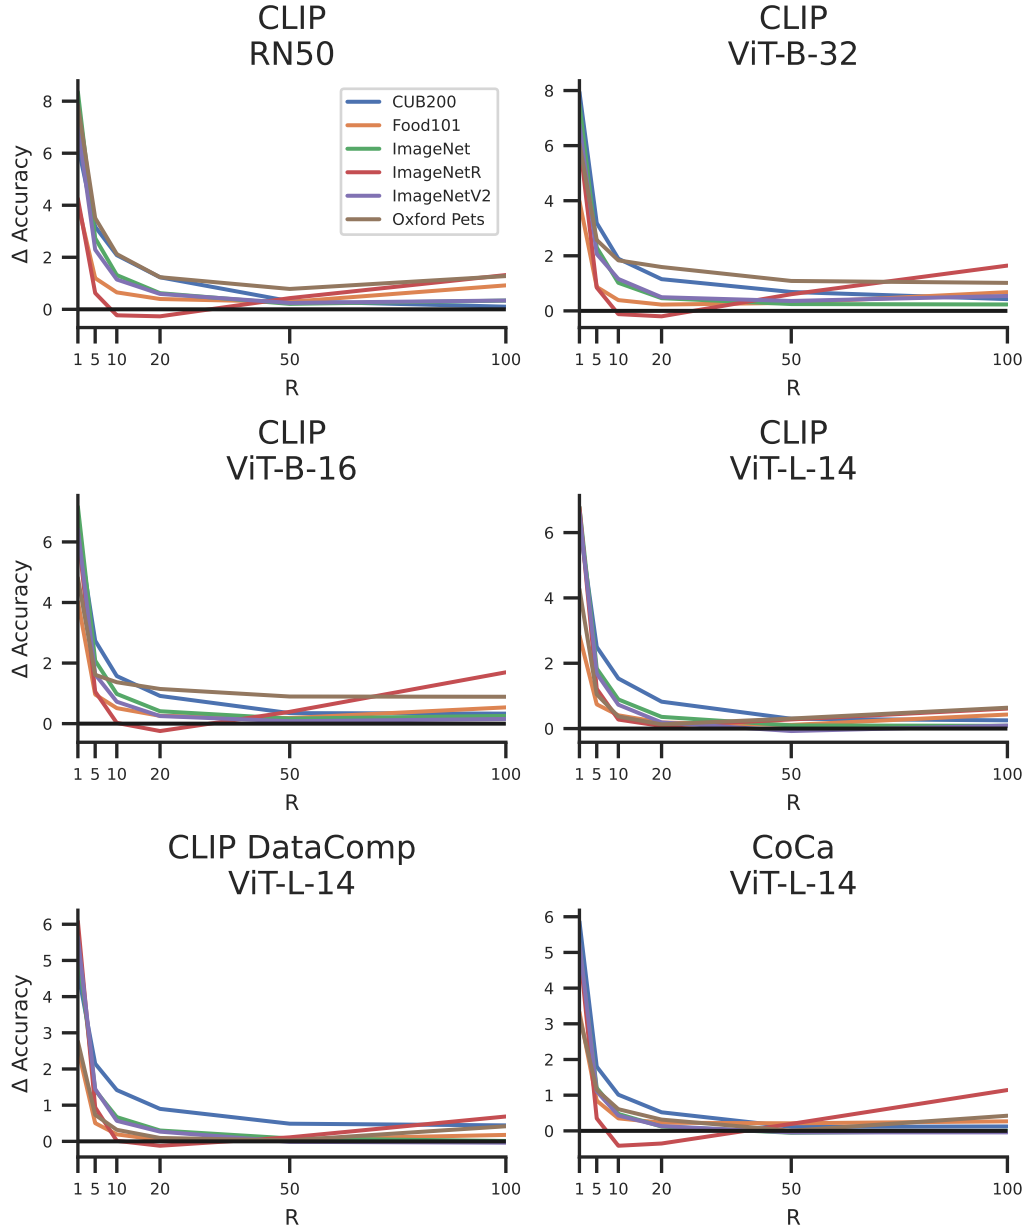 CLIP
RN50
Δ Accuracy
8
6
4
2
0
CUB200
Food101
ImageNet
ImageNetR
ImageNetV2
Oxford Pets
1 5 10 20 50 100
R
CLIP
ViT-B-32
8
6
4
2
0
1 5 10 20 50 100
R
CLIP
ViT-B-16
Δ Accuracy
6
4
2
0
1 5 10 20 50 100
R
CLIP
ViT-L-14
6
4
2
0
1 5 10 20 50 100
R
CLIP DataComp
ViT-L-14
Δ Accuracy
6
5
4
3
2
1
0
1 5 10 20 50 100
R
CoCa
ViT-L-14
6
5
4
3
2
1
0
1 5 10 20 50 100
R